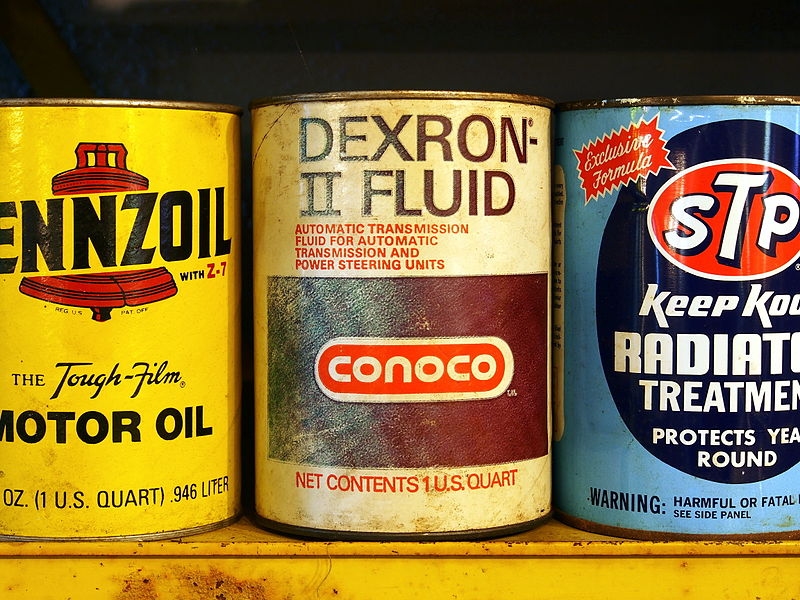 ENNZOIL
WITH Z-7
REG. U.S. PAT. OFF.
THE Tough-Film®
MOTOR OIL
OZ. (1 U.S. QUART) .946 LITER
DEXRON®-
II FLUID
AUTOMATIC TRANSMISSION
FLUID FOR AUTOMATIC
TRANSMISSION AND
POWER STEERING UNITS
CONOCO
NET CONTENTS 1 U.S. QUART
Exclusive
Formula
STP
Keep Koo
RADIATO
TREATMEN
PROTECTS YEA
ROUND
WARNING: HARMFUL OR FATAL
SEE SIDE PANEL